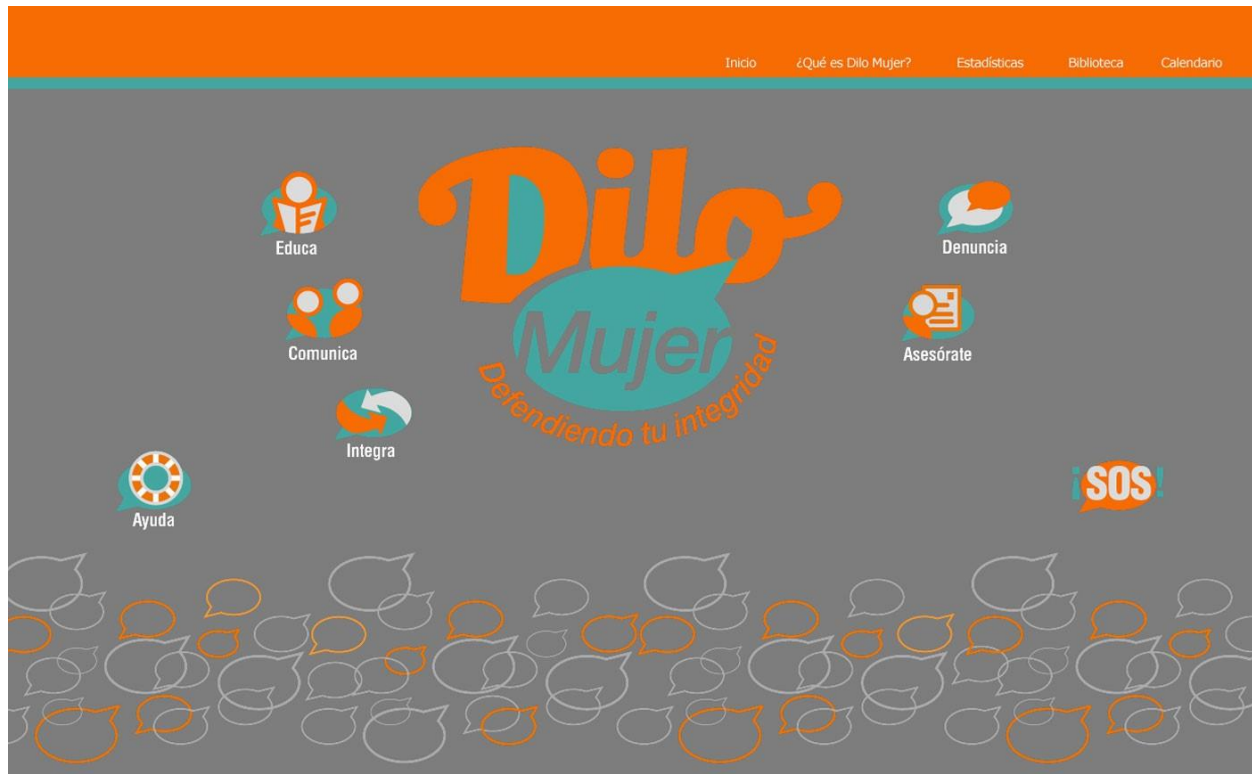 Inicio ¿Qué es Dilo Mujer? Estadísticas Biblioteca Calendario
Dilo
Mujer
Defendiendo tu integridad
Educa
Comunica
Integra
Ayuda
Denuncia
Asesórate
¡SOS!